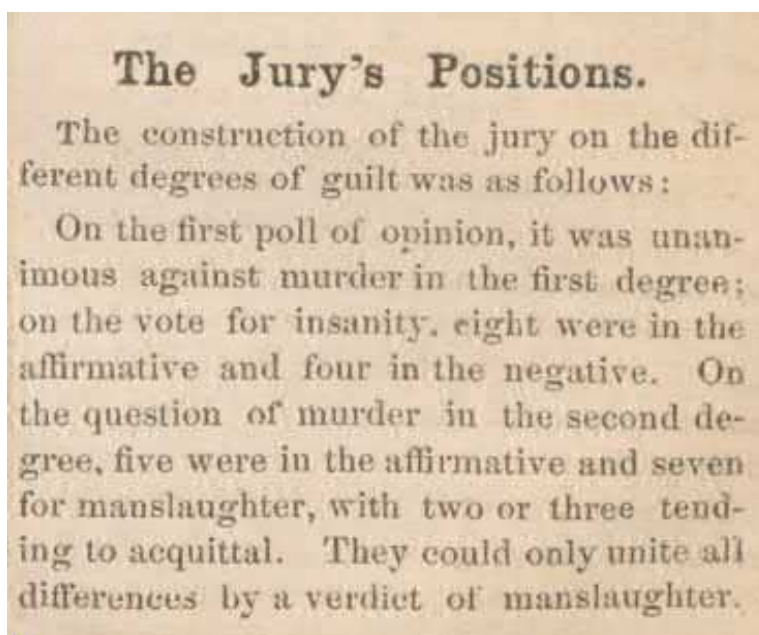 The Jury's Positions.
The construction of the jury on the dif-
ferent degrees of guilt was as follows:
On the first poll of opinion, it was unan-
imous against murder in the first degree;
on the vote for insanity, eight were in the
affirmative and four in the negative. On
the question of murder in the second de-
gree, five were in the affirmative and seven
for manslaughter, with two or three tend-
ing to acquittal. They could only unite all
differences by a verdict of manslaughter.